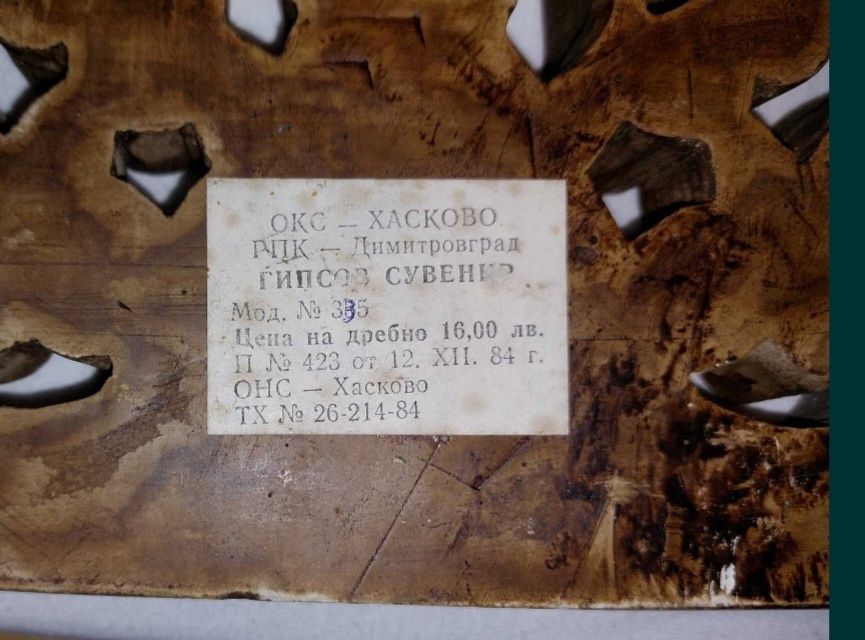 ОКС — ХАСКОВО
РПК — Димитровград
ГИПСОВ СУВЕНИР
Мод. № 335
Цена на дребно 16,00 лв.
П № 423 от 12. XII. 84 г.
ОНС — Хасково
ТХ № 26-214-84